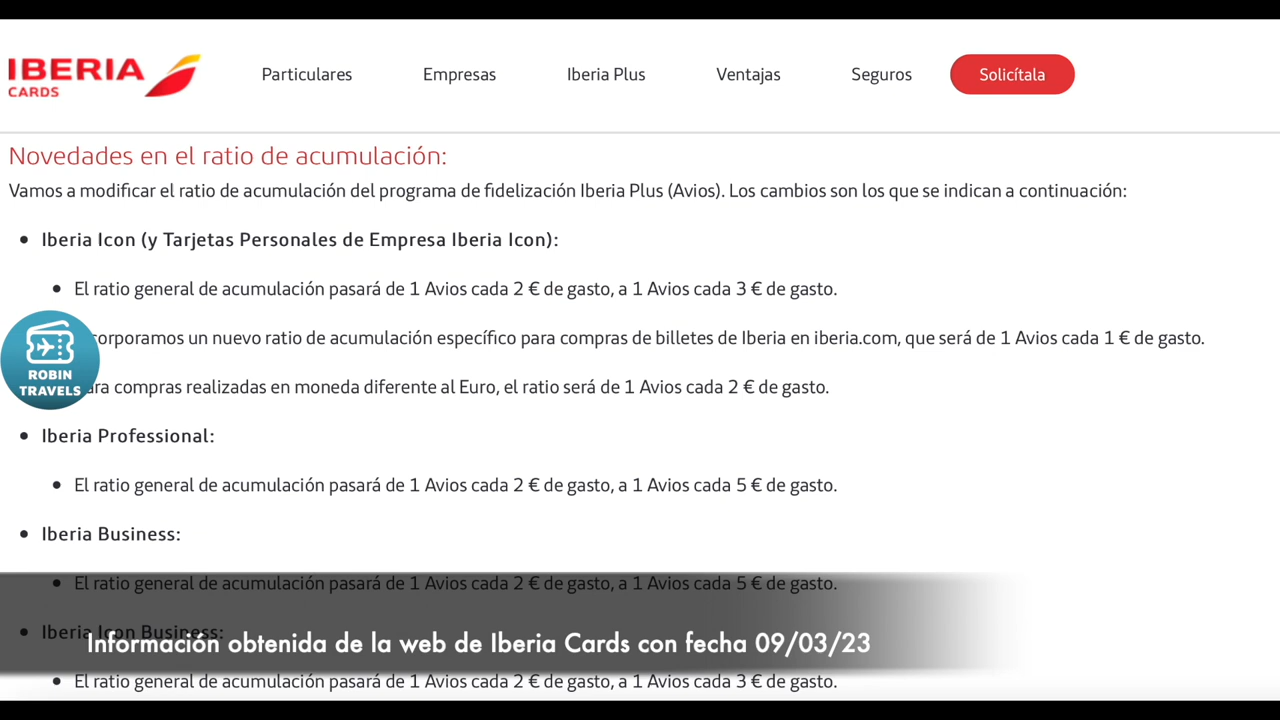 IBERIA
CARDS
Particulares
Empresas
Iberia Plus
Ventajas
Seguros
Solicítala
Novedades en el ratio de acumulación:
Vamos a modificar el ratio de acumulación del programa de fidelización Iberia Plus (Avios). Los cambios son los que se indican a continuación:
Iberia Icon (y Tarjetas Personales de Empresa Iberia Icon):
El ratio general de acumulación pasará de 1 Avios cada 2 € de gasto, a 1 Avios cada 3 € de gasto.
corporamos un nuevo ratio de acumulación específico para compras de billetes de Iberia en iberia.com, que será de 1 Avios cada 1 € de gasto.
ara compras realizadas en moneda diferente al Euro, el ratio será de 1 Avios cada 2 € de gasto.
ROBIN
TRAVELS
Iberia Professional:
El ratio general de acumulación pasará de 1 Avios cada 2 € de gasto, a 1 Avios cada 5 € de gasto.
Iberia Business:
El ratio general de acumulación pasará de 1 Avios cada 2 € de gasto, a 1 Avios cada 5 € de gasto.
Iberia Icon Business:
Información obtenida de la web de Iberia Cards con fecha 09/03/23
El ratio general de acumulación pasará de 1 Avios cada 2 € de gasto, a 1 Avios cada 3 € de gasto.